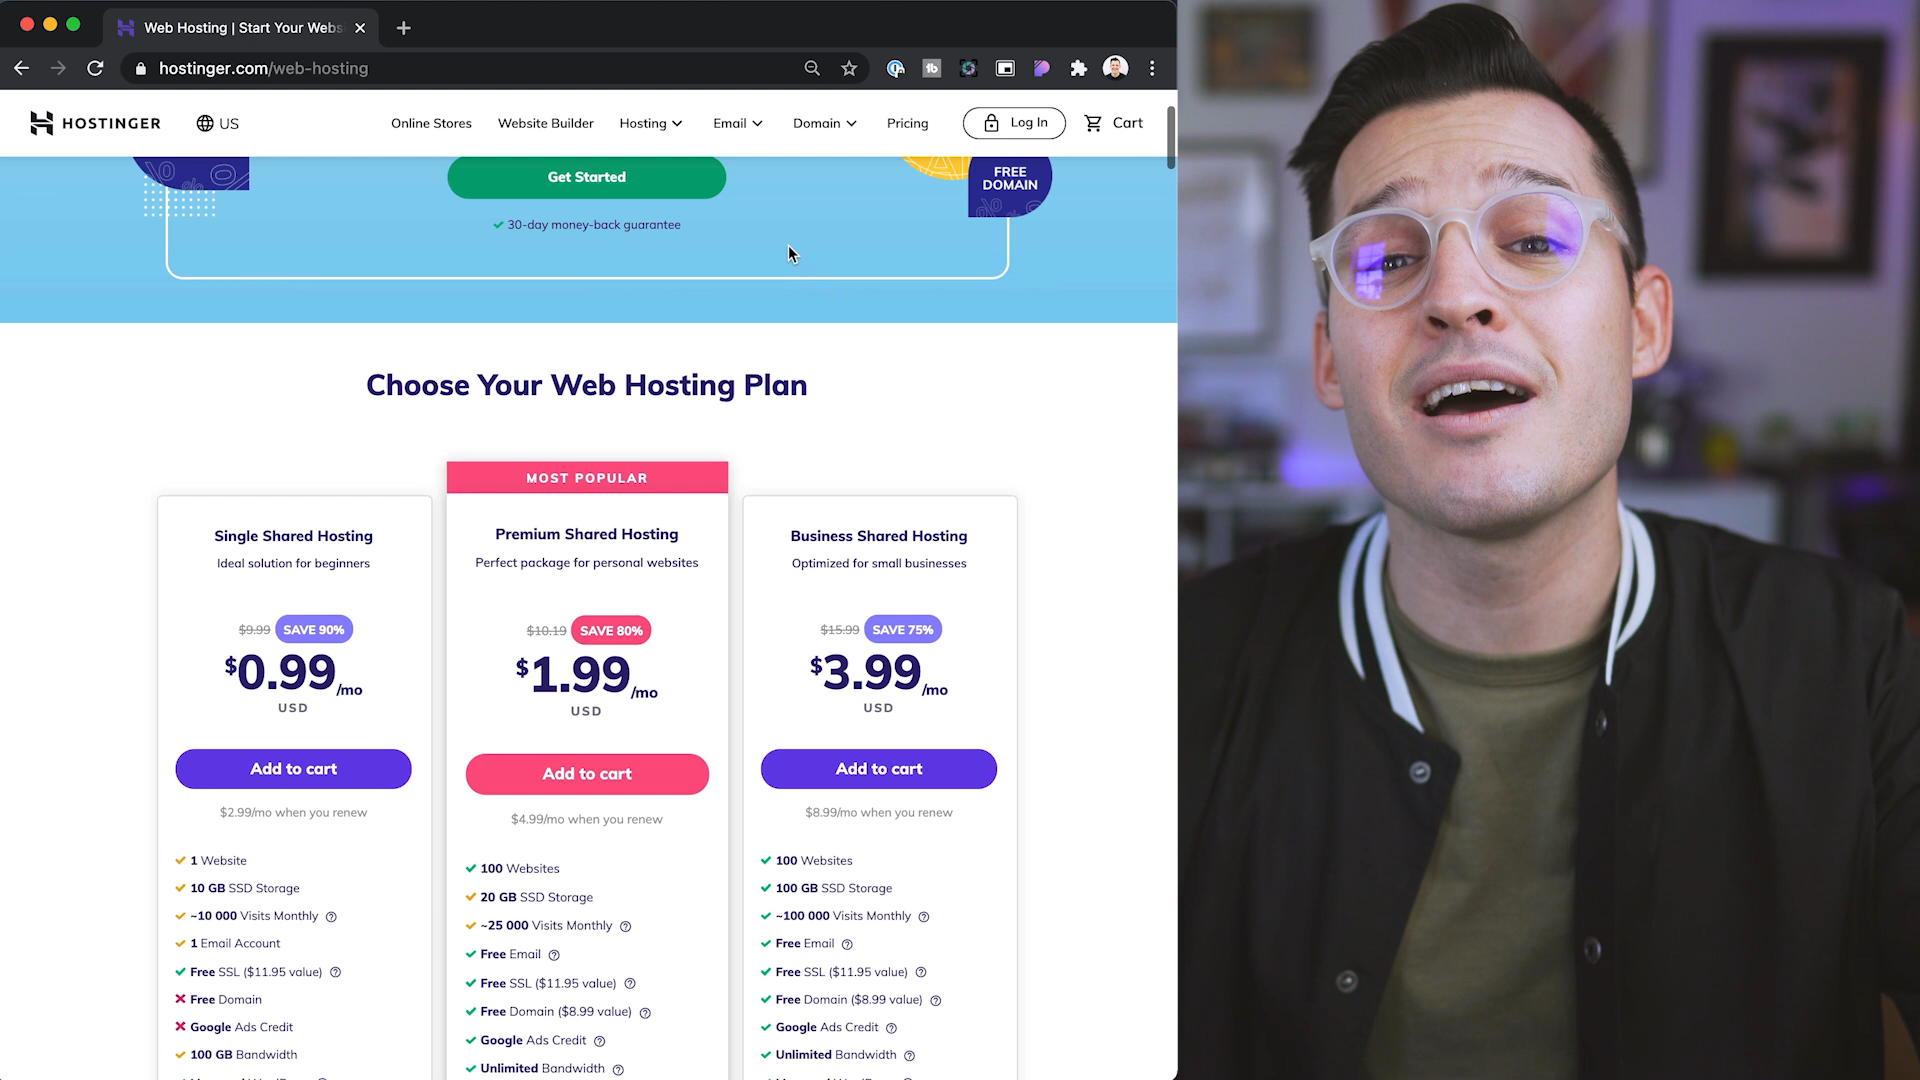 Web Hosting | Start Your Webs
hostinger.com/web-hosting
HOSTINGER
US
Online Stores
Website Builder
Hosting
Email
Domain
Pricing
Log In
Cart
Get Started
30-day money-back guarantee
FREE
DOMAIN
Choose Your Web Hosting Plan
Single Shared Hosting
Ideal solution for beginners
$9.99 SAVE 90%
$0.99/mo
USD
Add to cart
$2.99/mo when you renew
1 Website
10 GB SSD Storage
~10 000 Visits Monthly
1 Email Account
Free SSL ($11.95 value)
Free Domain
Google Ads Credit
100 GB Bandwidth
MOST POPULAR
Premium Shared Hosting
Perfect package for personal websites
$10.19 SAVE 80%
$1.99/mo
USD
Add to cart
$4.99/mo when you renew
100 Websites
20 GB SSD Storage
~25 000 Visits Monthly
Free Email
Free SSL ($11.95 value)
Free Domain ($8.99 value)
Google Ads Credit
Unlimited Bandwidth
Business Shared Hosting
Optimized for small businesses
$15.99 SAVE 75%
$3.99/mo
USD
Add to cart
$8.99/mo when you renew
100 Websites
100 GB SSD Storage
~100 000 Visits Monthly
Free Email
Free SSL ($11.95 value)
Free Domain ($8.99 value)
Google Ads Credit
Unlimited Bandwidth